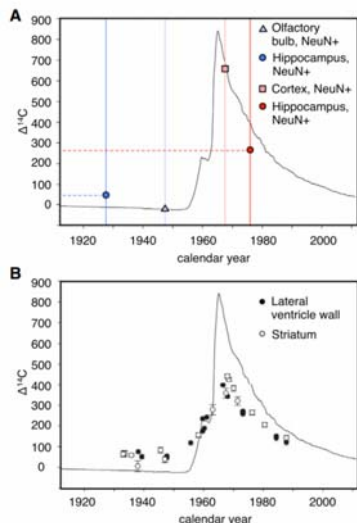 A
900
800
700
600
500
400
300
200
100
0
Δ¹⁴C
Olfactory
bulb, NeuN+
Hippocampus,
NeuN+
Cortex, NeuN+
Hippocampus,
NeuN+
1920
1940
1960
1980
2000
calendar year
B
900
800
700
600
500
400
300
200
100
0
Δ¹⁴C
Lateral
ventricle wall
Striatum
1920
1940
1960
1980
2000
calendar year